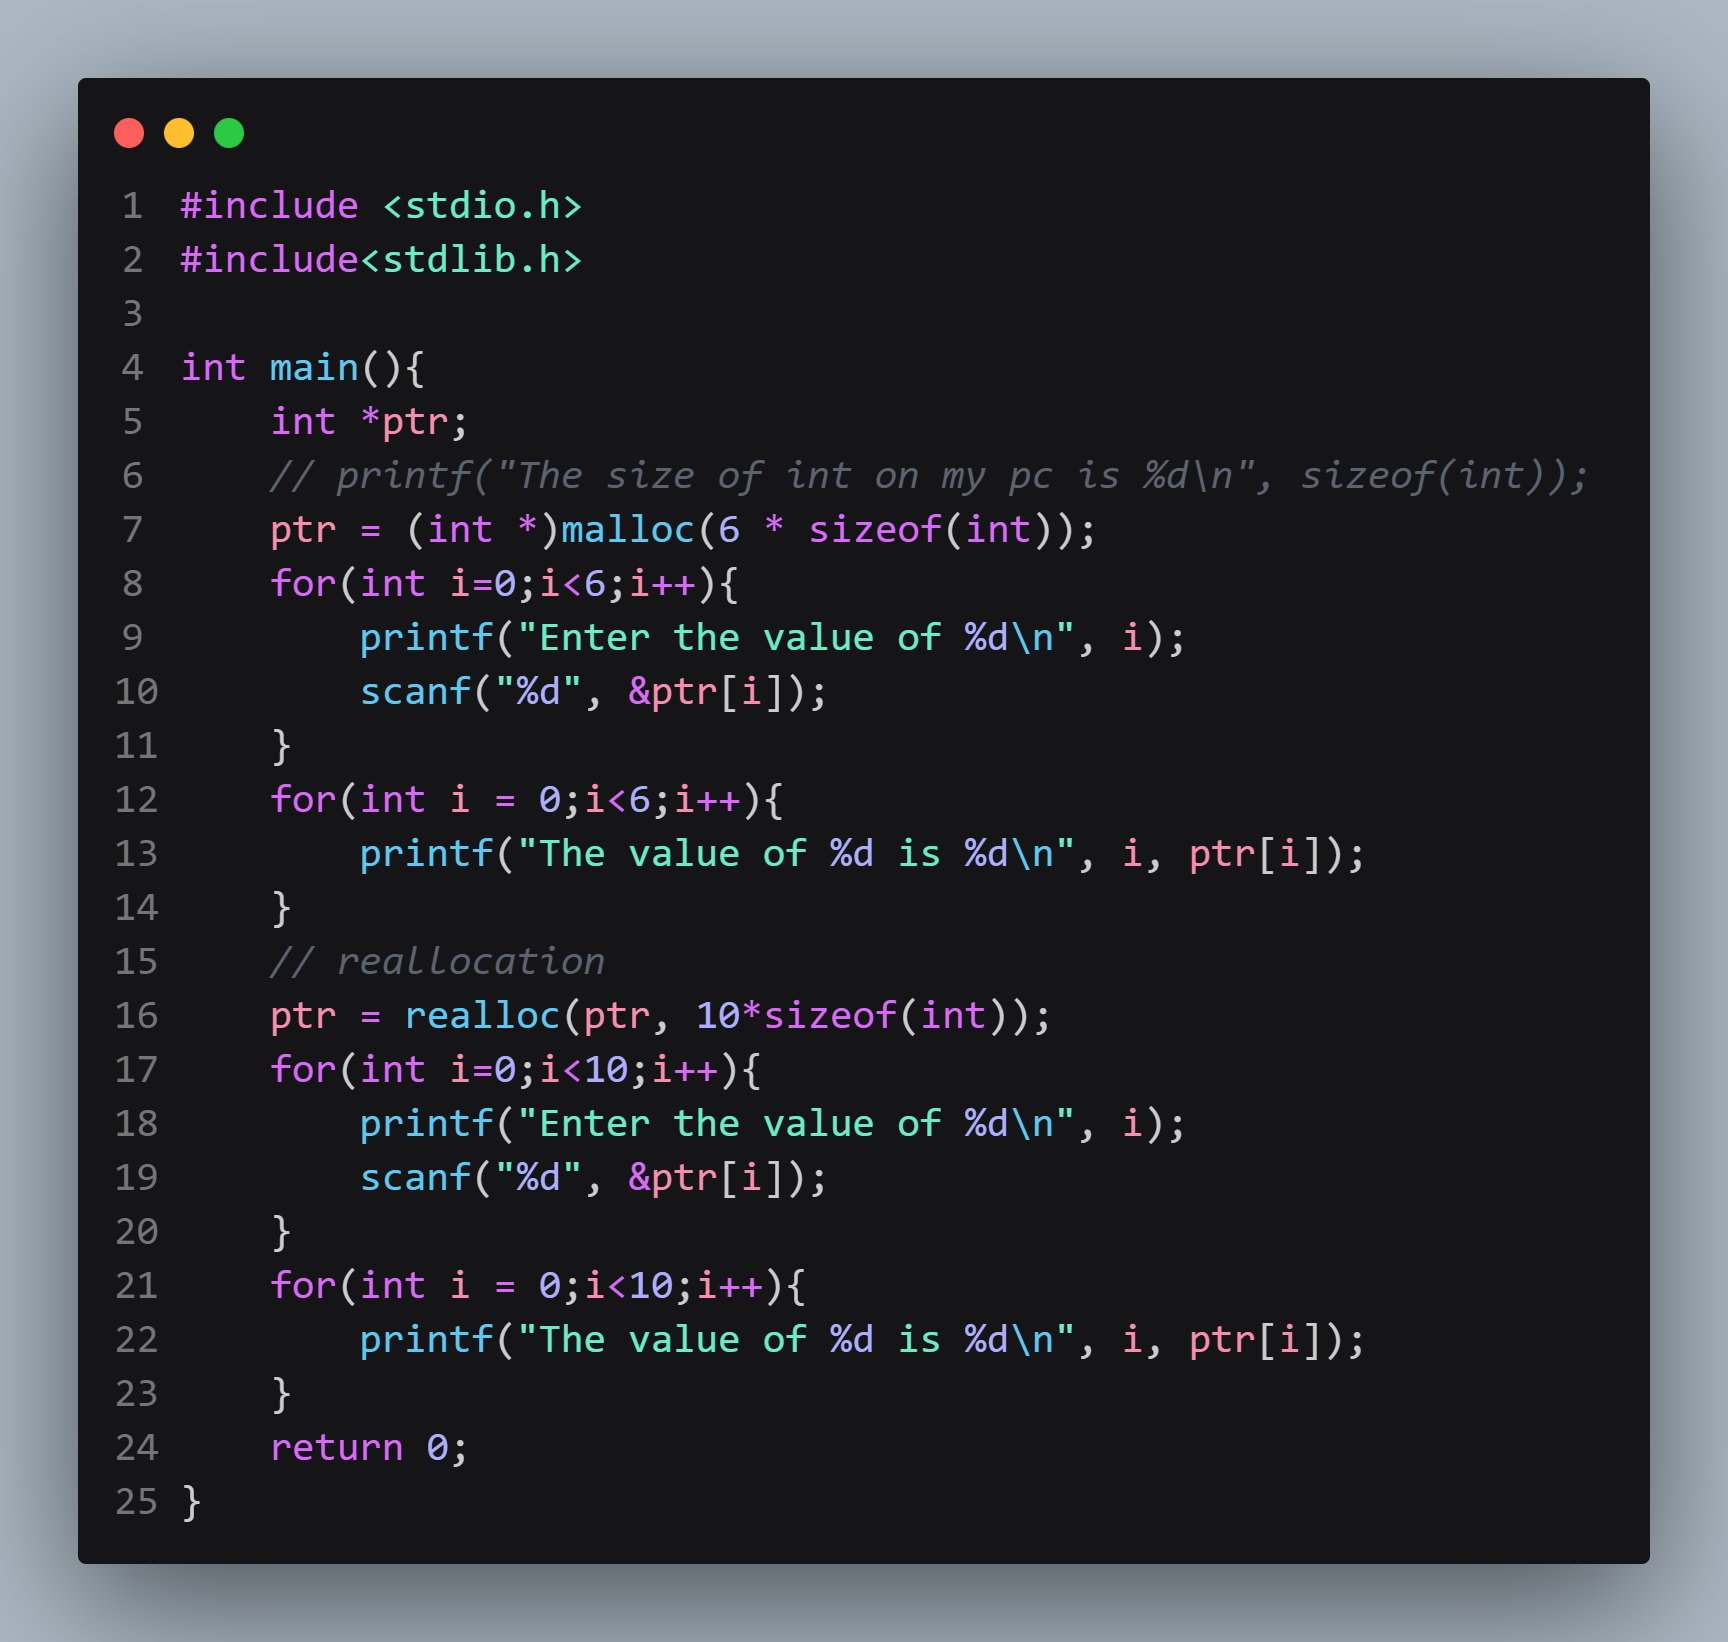 1 #include <stdio.h>
2 #include<stdlib.h>
3
4 int main(){
5     int *ptr;
6     // printf("The size of int on my pc is %d\n", sizeof(int));
7     ptr = (int *)malloc(6 * sizeof(int));
8     for(int i=0;i<6;i++){
9         printf("Enter the value of %d\n", i);
10         scanf("%d", &ptr[i]);
11     }
12     for(int i = 0;i<6;i++){
13         printf("The value of %d is %d\n", i, ptr[i]);
14     }
15     // reallocation
16     ptr = realloc(ptr, 10*sizeof(int));
17     for(int i=0;i<10;i++){
18         printf("Enter the value of %d\n", i);
19         scanf("%d", &ptr[i]);
20     }
21     for(int i = 0;i<10;i++){
22         printf("The value of %d is %d\n", i, ptr[i]);
23     }
24     return 0;
25 }